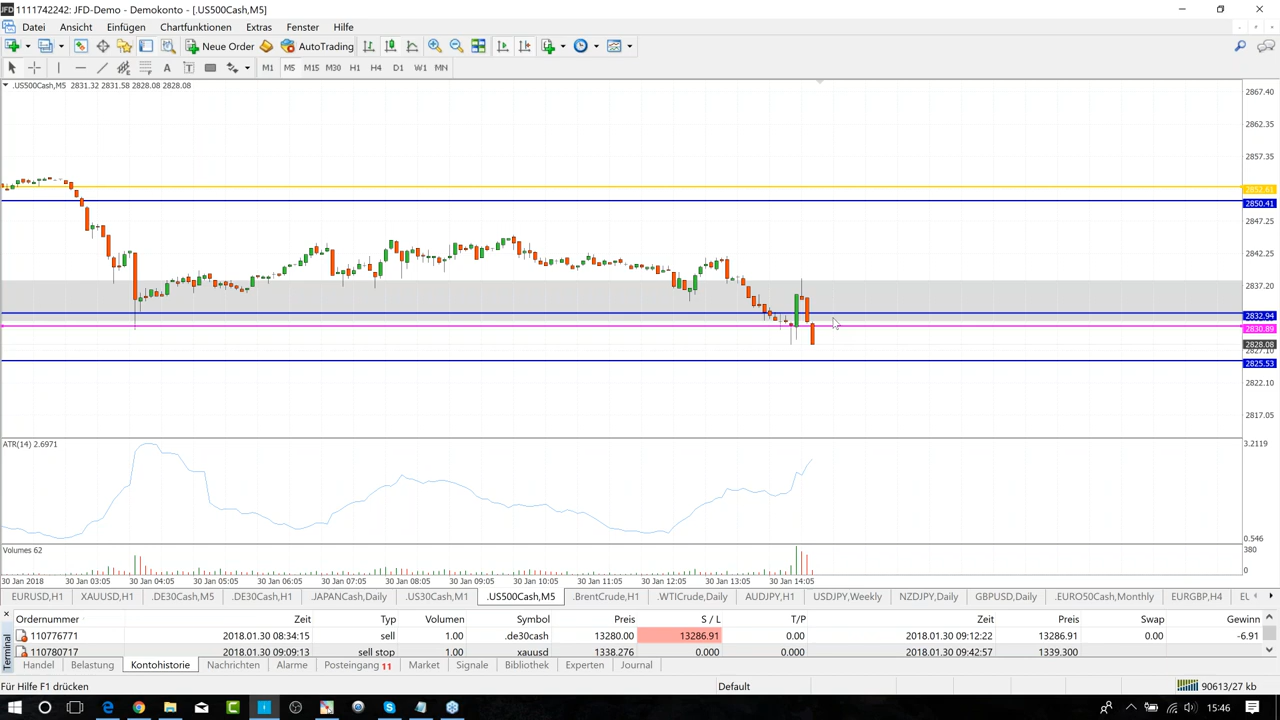 1111742242: JFD-Demo - Demokonto - [.US500Cash,M5]
Datei Ansicht Einfügen Chartfunktionen Extras Fenster Hilfe
New Order AutoTrading
A T M1 M5 M15 M30 H1 H4 D1 W1 MN
.US500Cash,M5 2831.32 2831.58 2828.08 2828.08
2867.40
2862.35
2857.35
2852.61
2850.41
2847.25
2842.25
2837.20
2832.94
2830.89
2828.08
2827.10
2825.53
2822.10
2817.05
ATR(14) 2.6971
3.2119
0.546
Volumes 62
380
0
30 Jan 2018 30 Jan 03:05 30 Jan 04:05 30 Jan 05:05 30 Jan 06:05 30 Jan 07:05 30 Jan 08:05 30 Jan 09:05 30 Jan 10:05 30 Jan 11:05 30 Jan 12:05 30 Jan 13:05 30 Jan 14:05
EURUSD,H1 XAUUSD,H1 .DE30Cash,M5 .DE30Cash,H1 .JAPANCash,Daily .US30Cash,M1 .US500Cash,M5 .BrentCrude,H1 .WTICrude,Daily AUDJPY,H1 USDJPY,Weekly NZDJPY,Daily GBPUSD,Daily .EURO50Cash,Monthly EURGBP,H4 EL
Ordernummer Zeit Typ Volumen Symbol Preis S / L T/P Zeit Preis Swap Gewinn
110776771 2018.01.30 08:34:15 sell 1.00 .de30cash 13280.00 13286.91 0.00 2018.01.30 09:12:22 13286.91 0.00 -6.91
110780717 2018.01.30 09:09:13 sell stop 1.00 xauusd 1338.276 0.000 0.000 2018.01.30 09:42:57 1339.300
Terminal
Handel Belastung Kontohistorie Nachrichten Alarme Posteingang 11 Market Signale Bibliothek Experten Journal
Für Hilfe F1 drücken Default 90613/27 kb
15:46